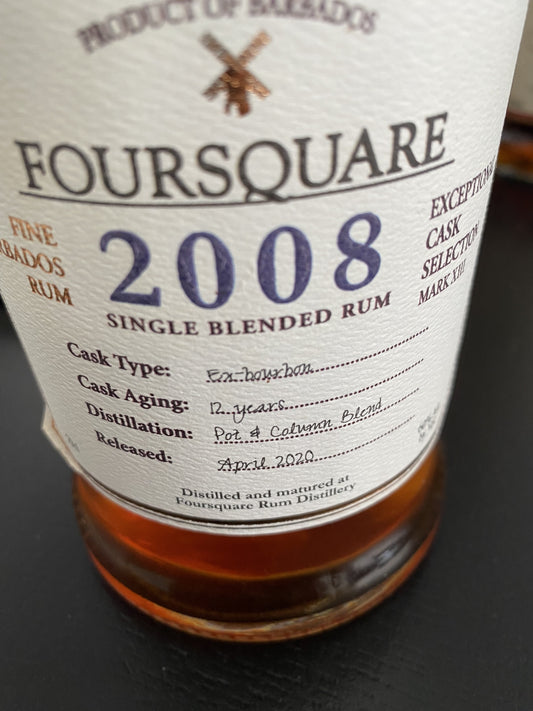 PRODUCT OF BARBADOS
FOURSQUARE
FINE
RBADOS
RUM
2008
EXCEPTIONAL
CASK
SELECTION
MARK XIII
SINGLE BLENDED RUM
Cask Type: Ex-bourbon
Cask Aging: 12 years
Distillation: Pot & Column Blend
Released: April 2020
Distilled and matured at
Foursquare Rum Distillery